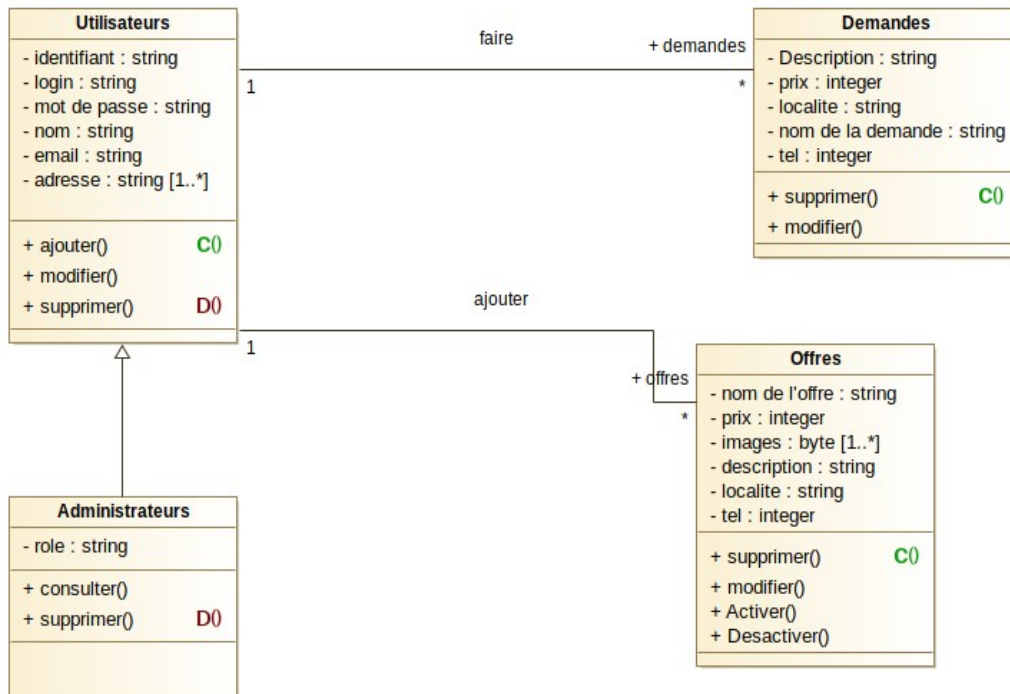 Utilisateurs
- identifiant : string
- login : string
- mot de passe : string
- nom : string
- email : string
- adresse : string [1..*]
+ ajouter() C()
+ modifier()
+ supprimer() D()
faire
+ demandes
1
*
Demandes
- Description : string
- prix : integer
- localite : string
- nom de la demande : string
- tel : integer
+ supprimer() C()
+ modifier()
ajouter
1
+ offres
*
Offres
- nom de l'offre : string
- prix : integer
- images : byte [1..*]
- description : string
- localite : string
- tel : integer
+ supprimer() C()
+ modifier()
+ Activer()
+ Desactiver()
Administrateurs
- role : string
+ consulter()
+ supprimer() D()